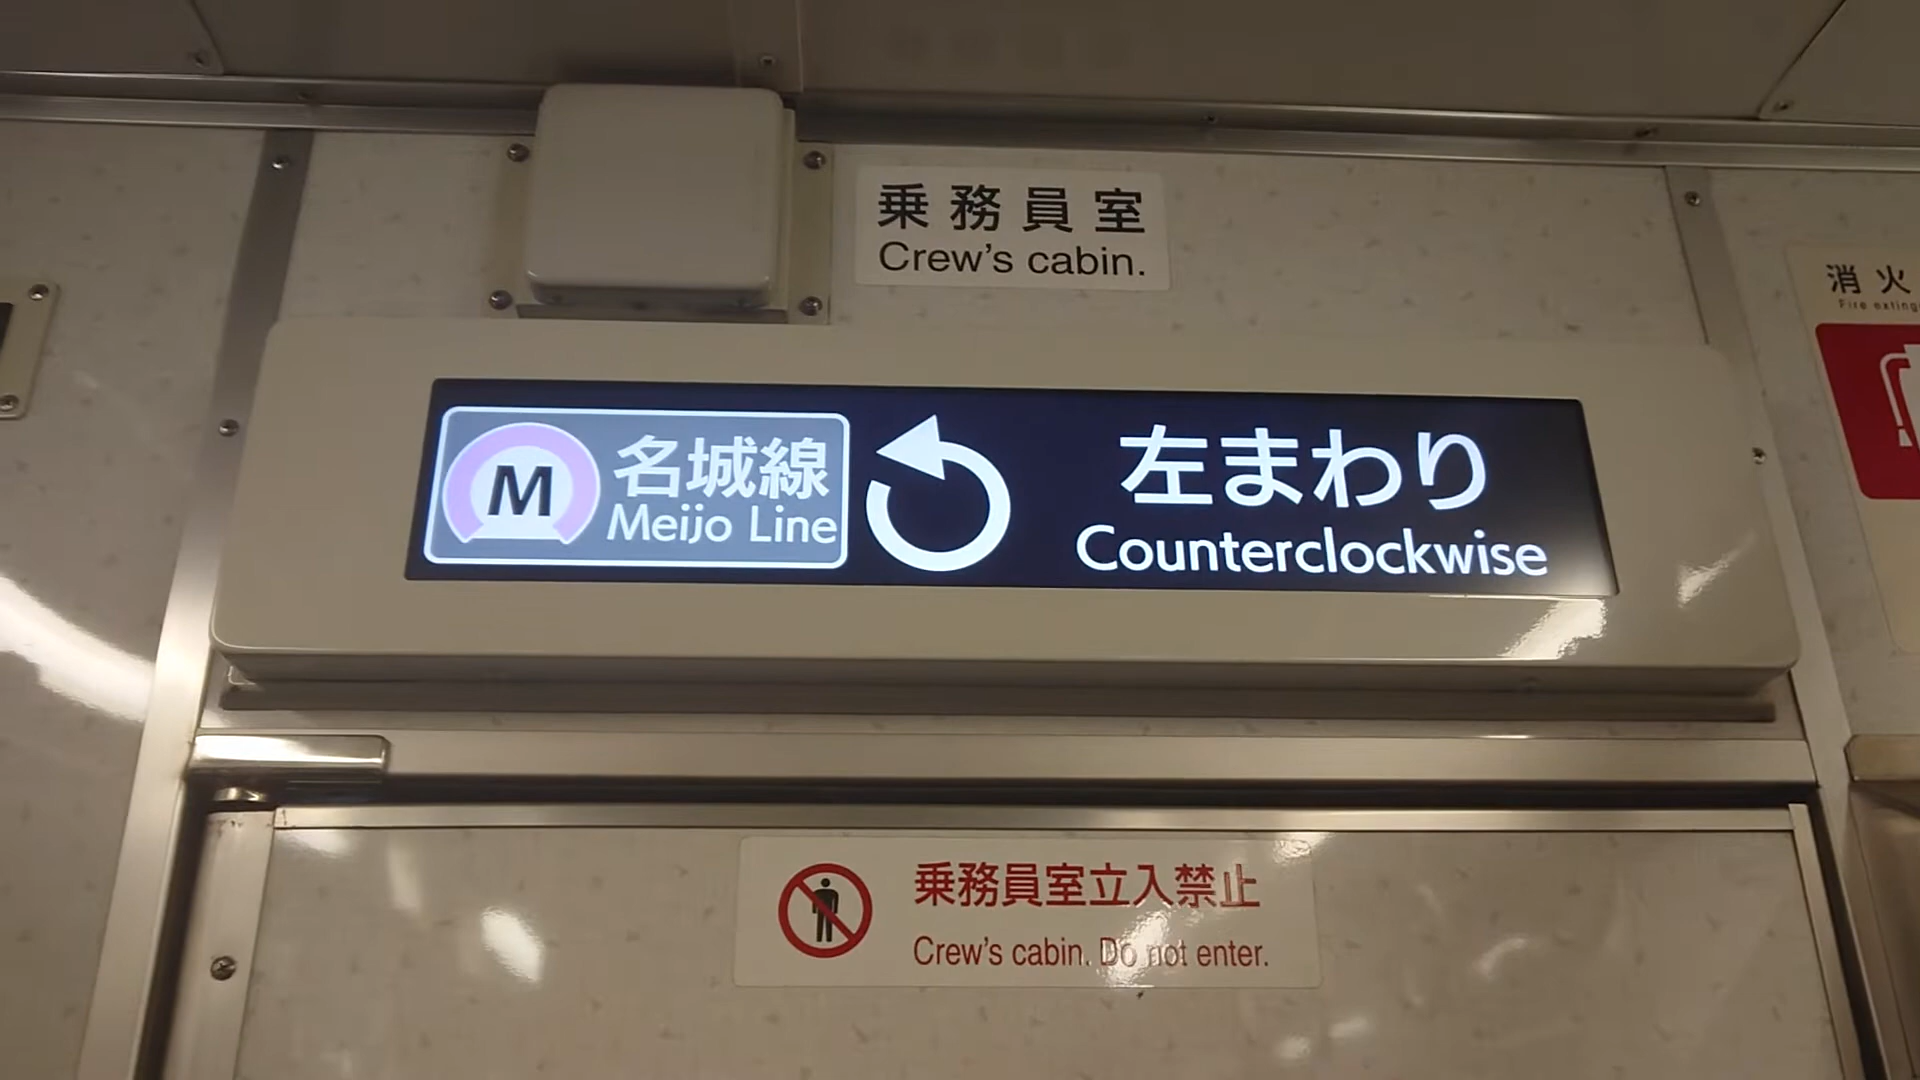 乗務員室
Crew's cabin.
消火
Fire
M
名城線
Meijo Line
左まわり
Counterclockwise
乗務員室立入禁止
Crew's cabin. Do not enter.